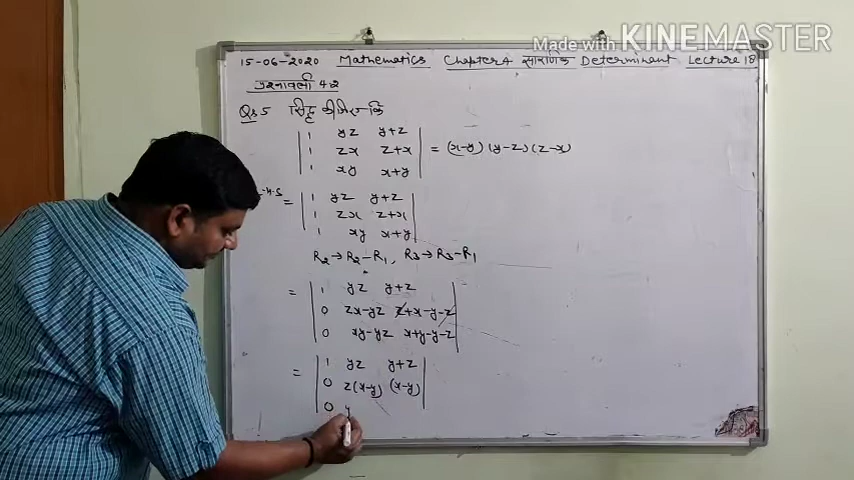 Made with KINEMASTER
15-06-2020 Mathematics Chapter 4 सारणिक Determinant Lecture 18
प्रश्नावली 4.2
Q.5 सिद्ध कीजिए कि
| 1 yz y+z |
| 1 zx z+x | = (x-y) (y-z) (z-x)
| 1 xy x+y |
L.H.S = | 1 yz y+z |
| 1 zx z+x |
| 1 xy x+y |
R2→R2-R1, R3→R3-R1
= | 1 yz y+z |
| 0 zx-yz z+x-y-z |
| 0 xy-yz x+y-y-z |
= | 1 yz y+z |
| 0 z(x-y) (x-y) |
| 0 y